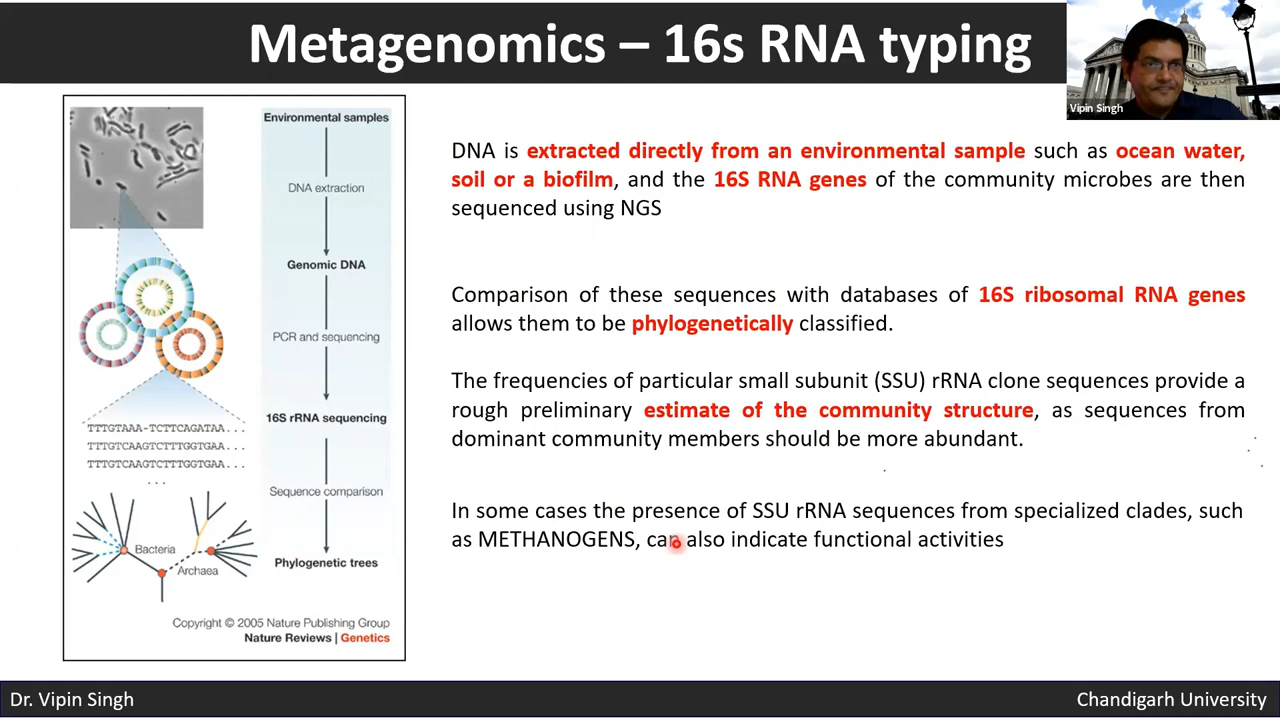 Metagenomics – 16s RNA typing
Vipin Singh
Environmental samples
DNA extraction
Genomic DNA
PCR and sequencing
16S rRNA sequencing
TTTGTAAA-TCTTCAGATAA...
TTTGTCAAGTCTTTGGTGAA...
TTTGTCAAGTCTTTGGTGAA...
...
Sequence comparison
Bacteria
Archaea
Phylogenetic trees
Copyright © 2005 Nature Publishing Group
Nature Reviews | Genetics
DNA is extracted directly from an environmental sample such as ocean water,
soil or a biofilm, and the 16S RNA genes of the community microbes are then
sequenced using NGS
Comparison of these sequences with databases of 16S ribosomal RNA genes
allows them to be phylogenetically classified.
The frequencies of particular small subunit (SSU) rRNA clone sequences provide a
rough preliminary estimate of the community structure, as sequences from
dominant community members should be more abundant.
In some cases the presence of SSU rRNA sequences from specialized clades, such
as METHANOGENS, can also indicate functional activities
Dr. Vipin Singh
Chandigarh University